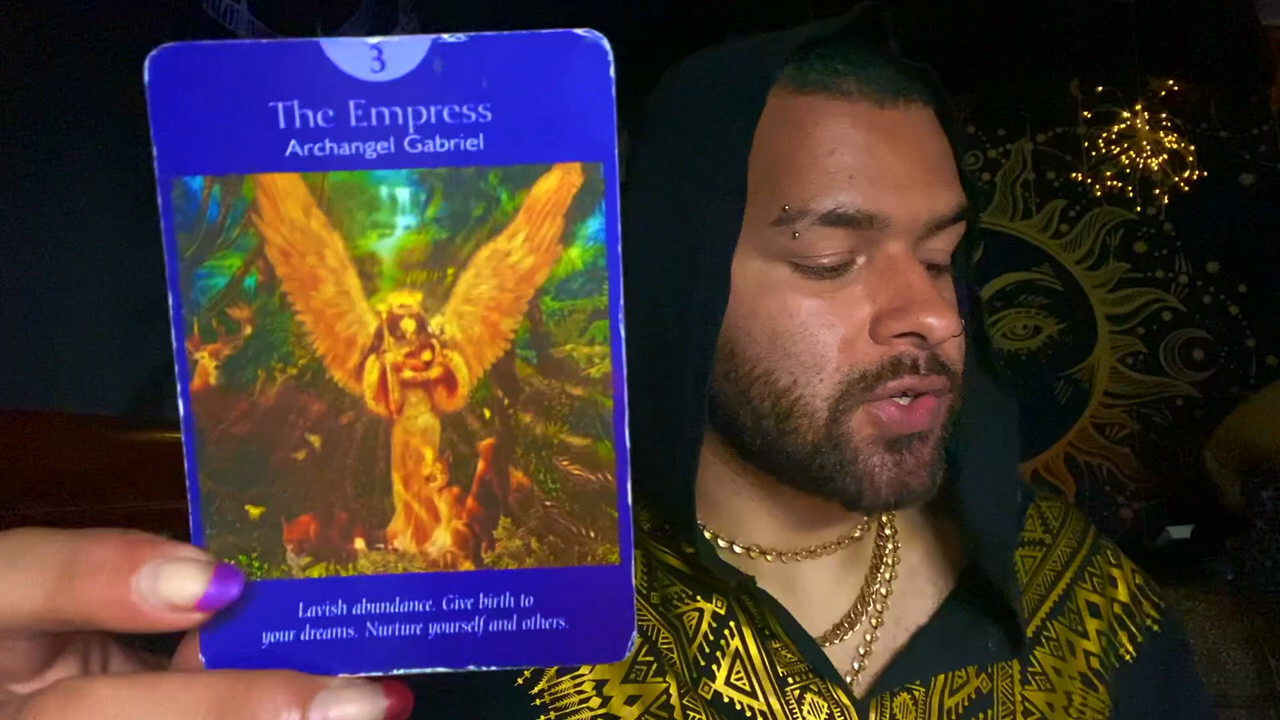 3
The Empress
Archangel Gabriel
Lavish abundance. Give birth to
your dreams. Nurture yourself and others.